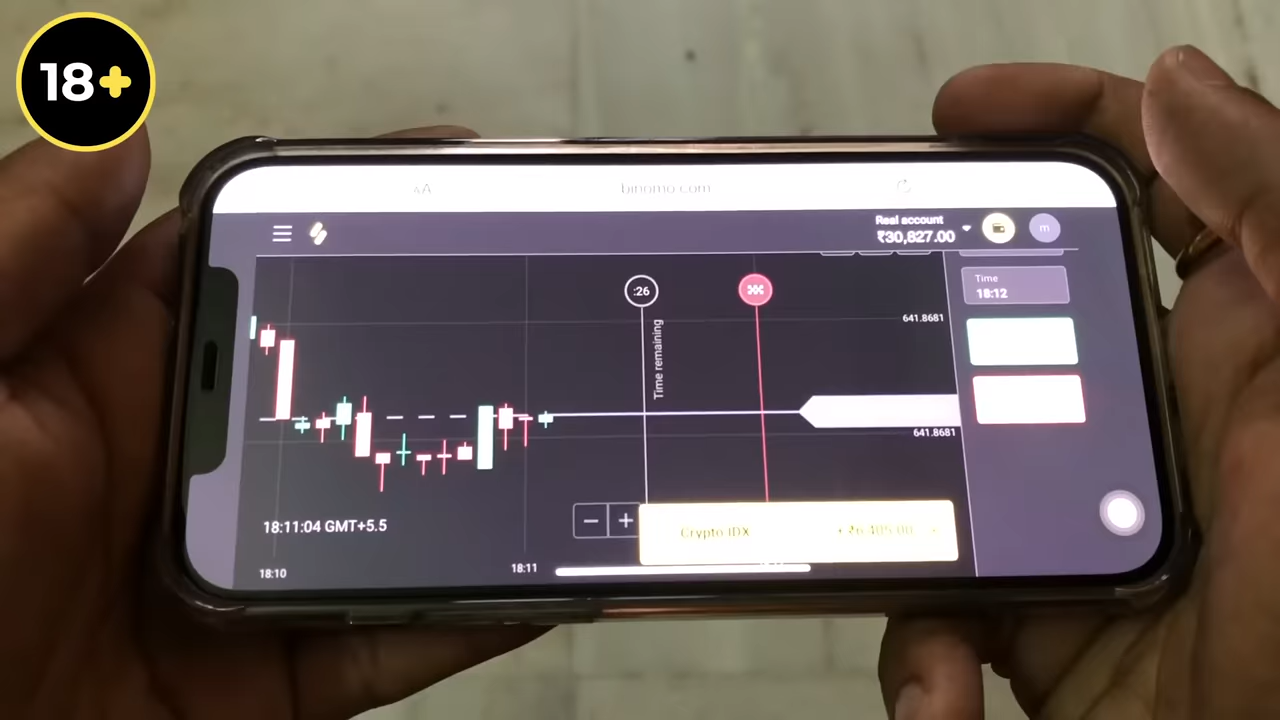 18+
AA
binomo.com
Real account
₹30,827.00
m
:26
Time
18:12
641.8681
Time remaining
641.8681
18:11:04 GMT+5.5
− +
Crypto IDX
18:10
18:11